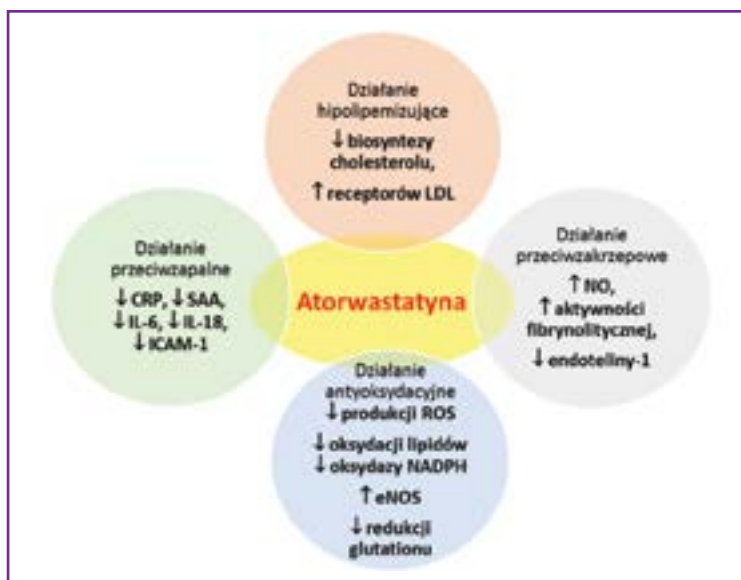 Działanie
hipolipemizujące
↓ biosyntezy
cholesterolu,
↑ receptorów LDL
Działanie
przeciwzapalne
↓ CRP, ↓ SAA,
↓ IL-6, ↓ IL-18,
↓ ICAM-1
Atorwastatyna
Działanie
przeciwzakrzepowe
↑ NO,
↑ aktywności
fibrynolitycznej,
↓ endoteliny-1
Działanie
antyoksydacyjne
↓ produkcji ROS
↓ oksydacji lipidów
↓ oksydazy NADPH
↑ eNOS
↓ redukcji
glutationu